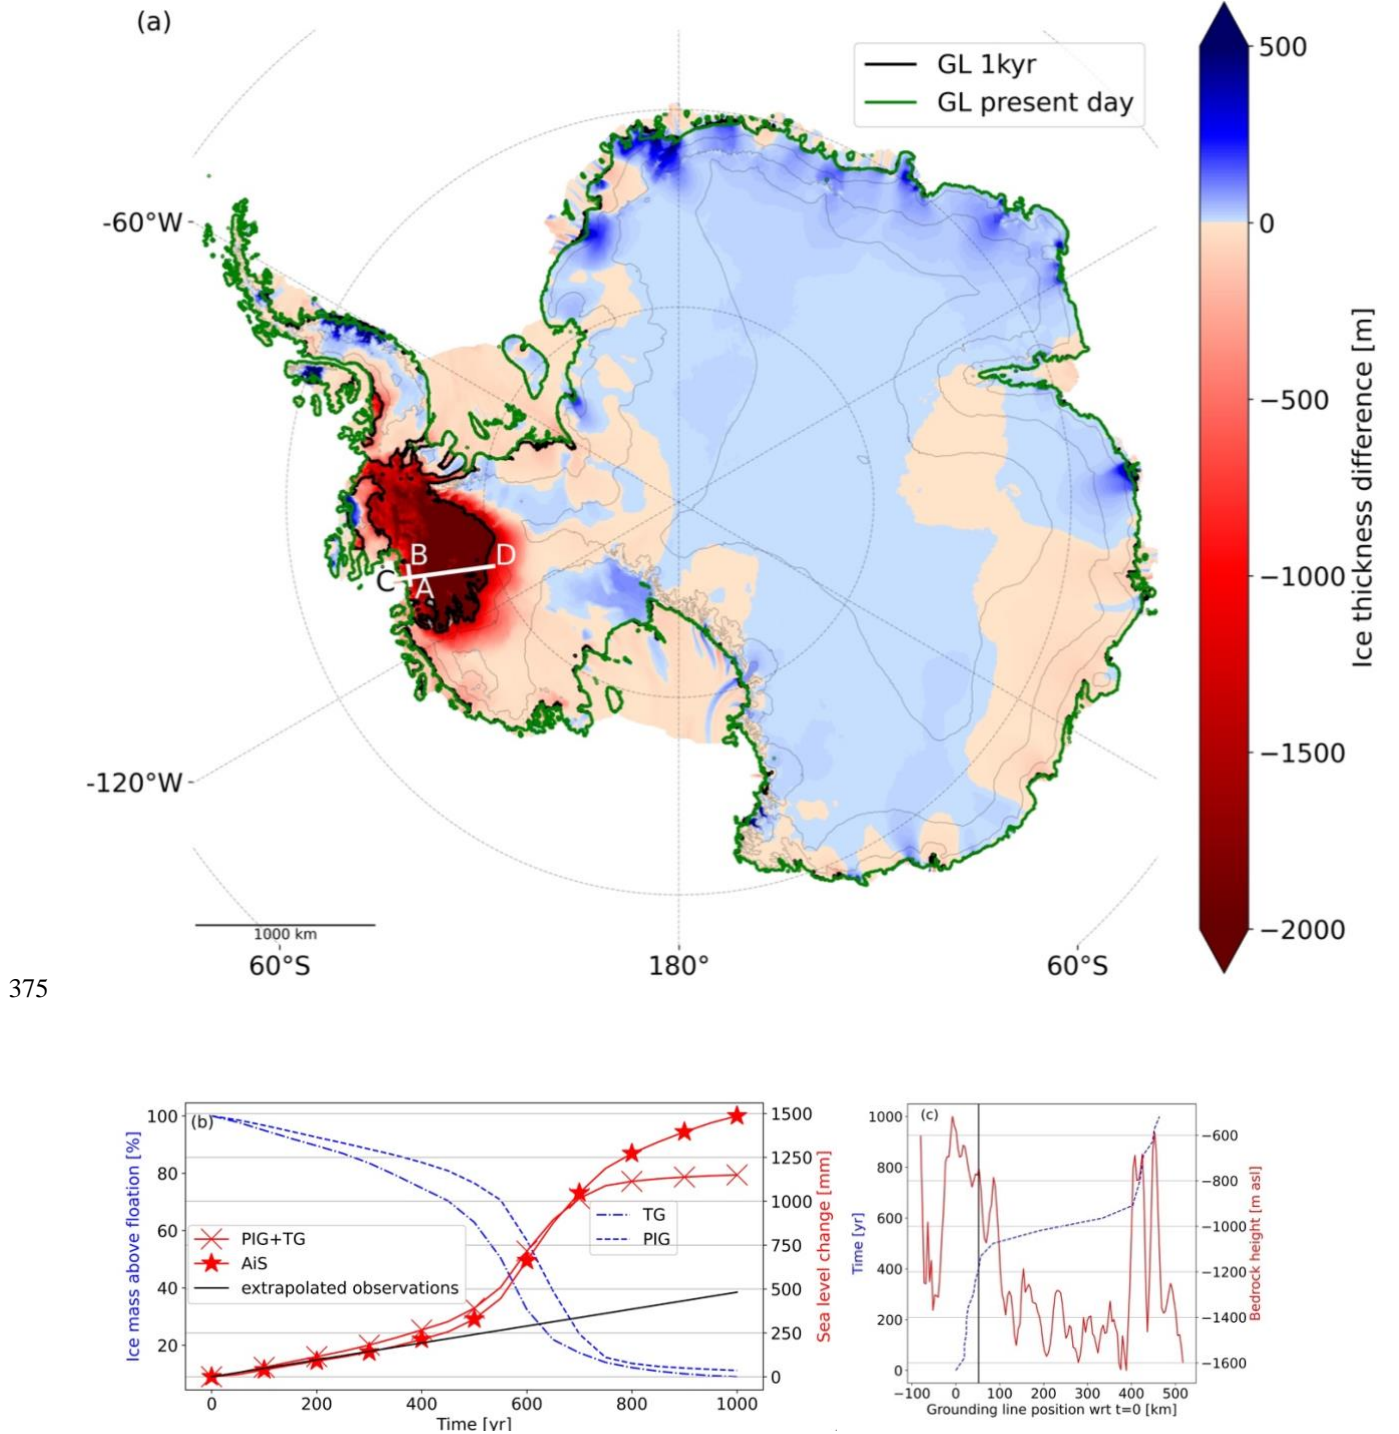 (a)
GL 1kyr
GL present day
-60°W
-120°W
B
D
C
A
1000 km
60°S
180°
60°S
500
0
−500
−1000
−1500
−2000
Ice thickness difference [m]
375
(b)
Ice mass above floation [%]
100
80
60
40
20
PIG+TG
AiS
extrapolated observations
TG
PIG
1500
1250
1000
750
500
250
0
Sea level change [mm]
0
200
400
600
800
1000
Time [yr]
(c)
Time [yr]
1000
800
600
400
200
0
−600
−800
−1000
−1200
−1400
−1600
Bedrock height [m asl]
−100
0
100
200
300
400
500
Grounding line position wrt t=0 [km]